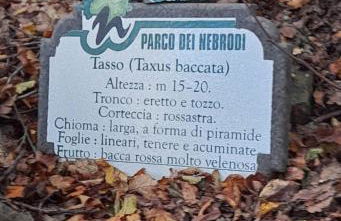 PARCO DEI NEBRODI
Tasso (Taxus baccata)
Altezza : m 15-20.
Tronco : eretto e tozzo.
Corteccia : rossastra.
Chioma : larga, a forma di piramide
Foglie : lineari, tenere e acuminate
Frutto : bacca rossa molto velenosa